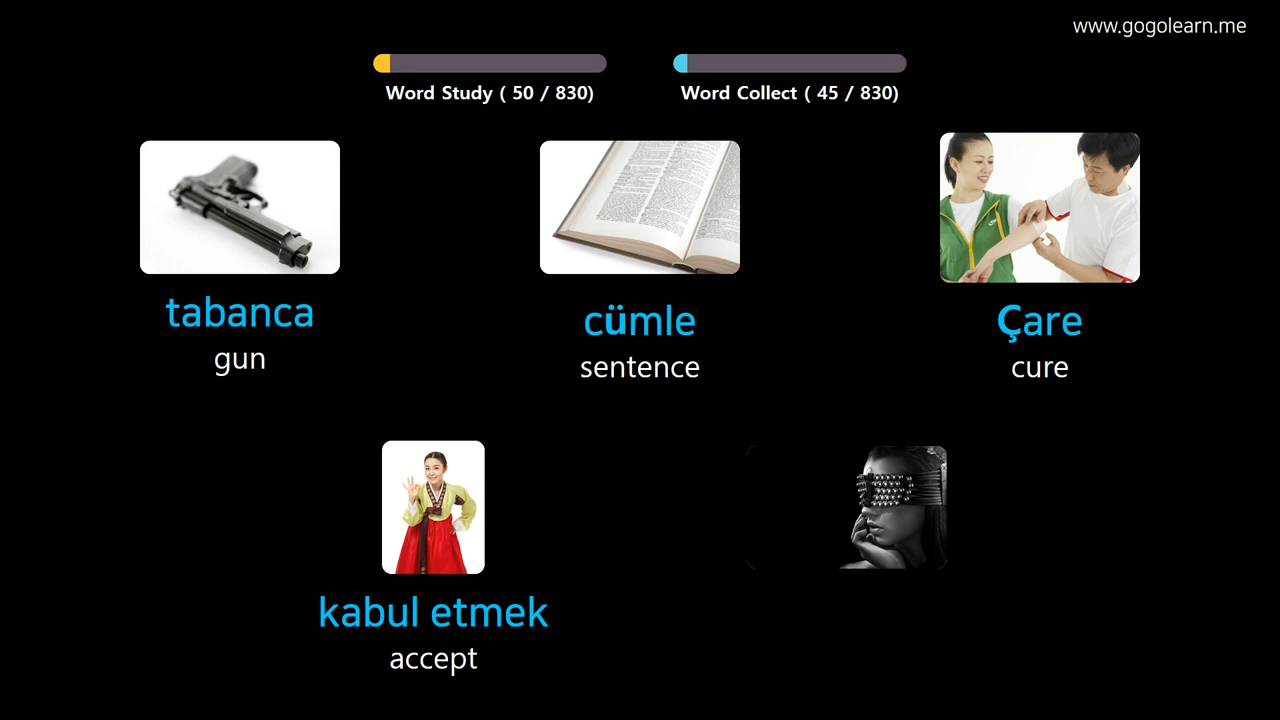 www.gogolearn.me
Word Study ( 50 / 830)
Word Collect ( 45 / 830)
tabanca
gun
cümle
sentence
Çare
cure
kabul etmek
accept